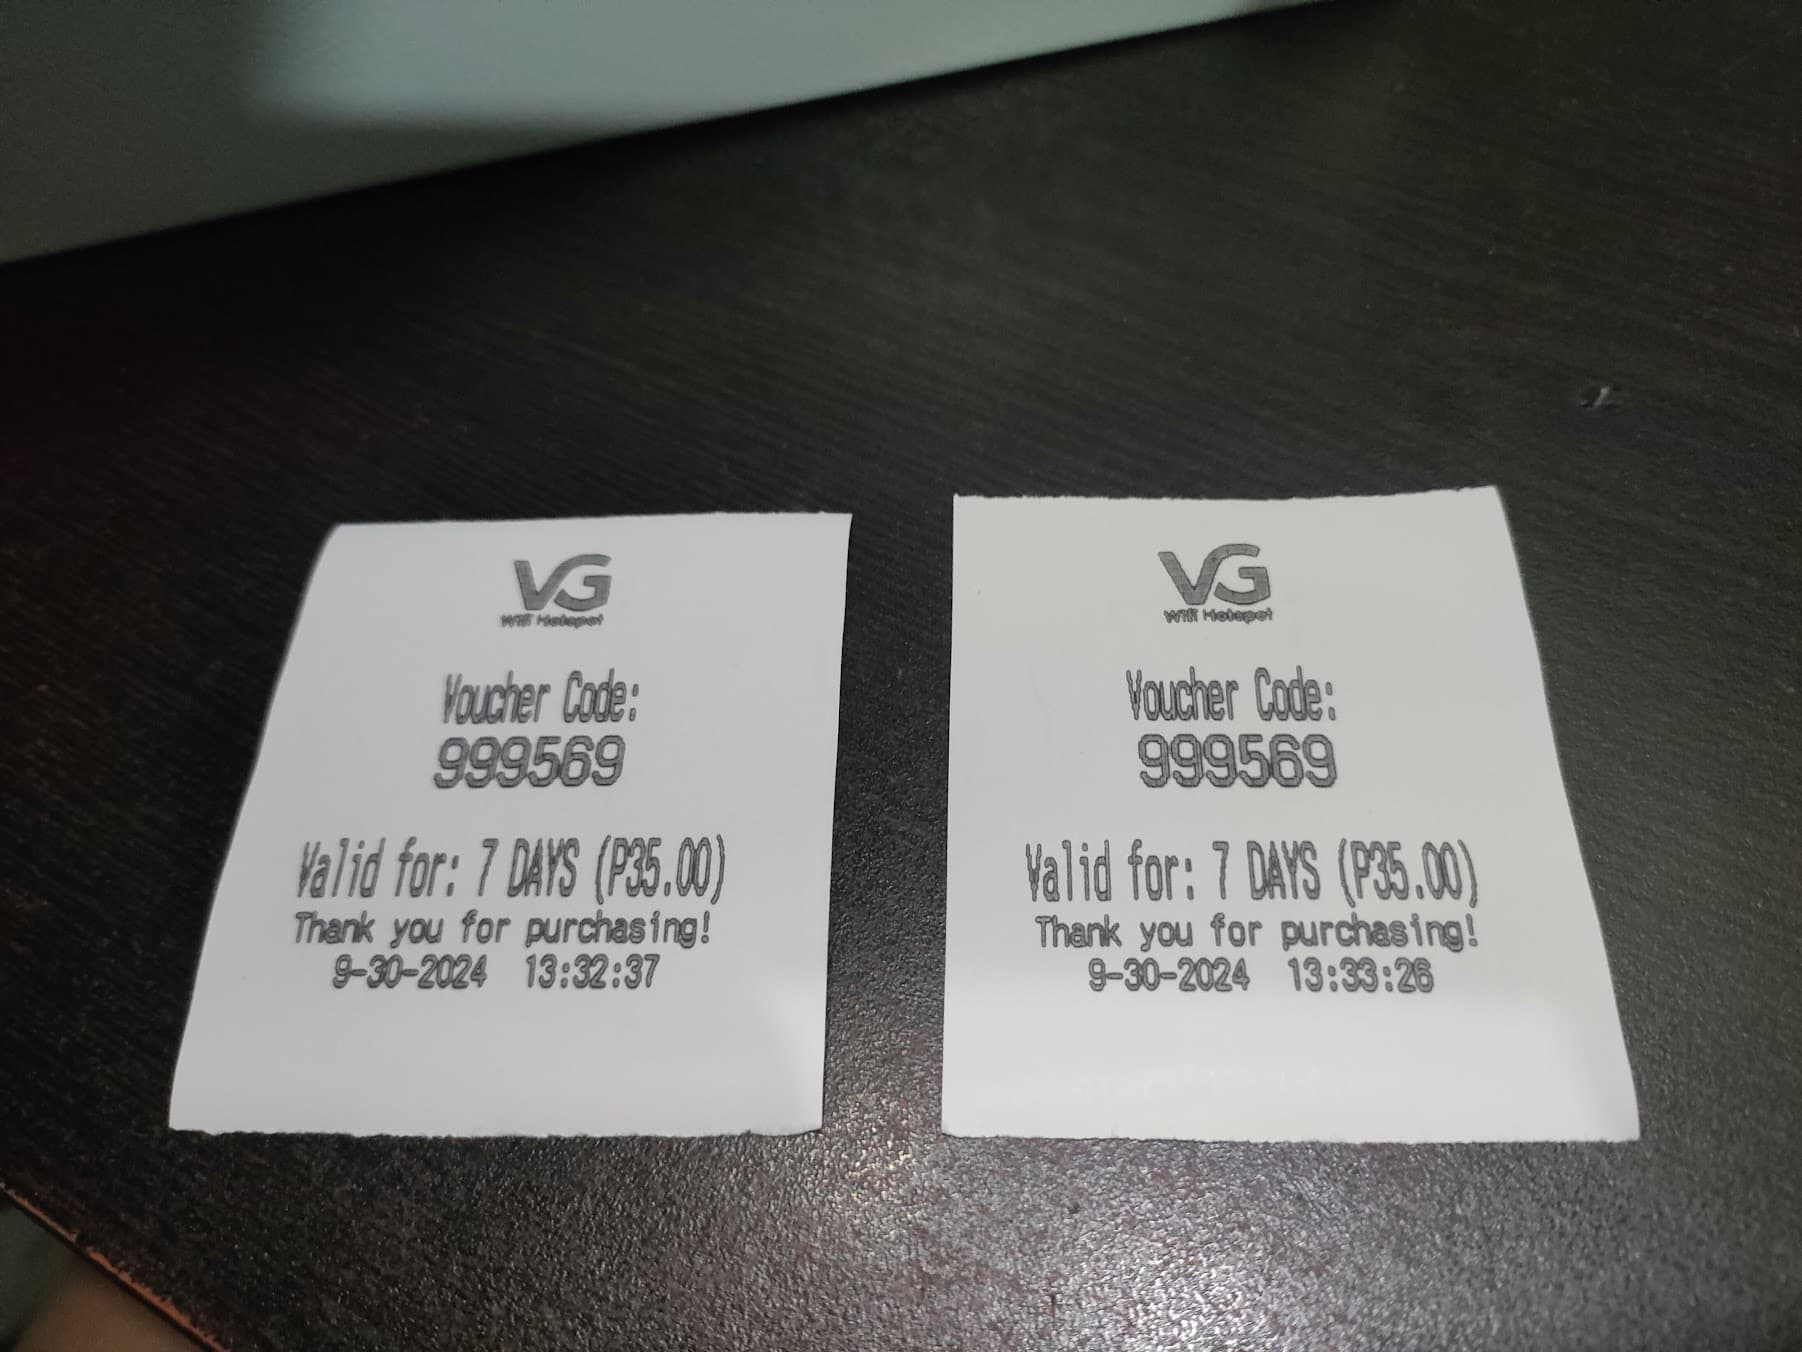 VG
Wifi Hotspot
Voucher Code:
999569
Valid for: 7 DAYS (P35.00)
Thank you for purchasing!
9-30-2024 13:32:37
VG
Wifi Hotspot
Voucher Code:
999569
Valid for: 7 DAYS (P35.00)
Thank you for purchasing!
9-30-2024 13:33:26